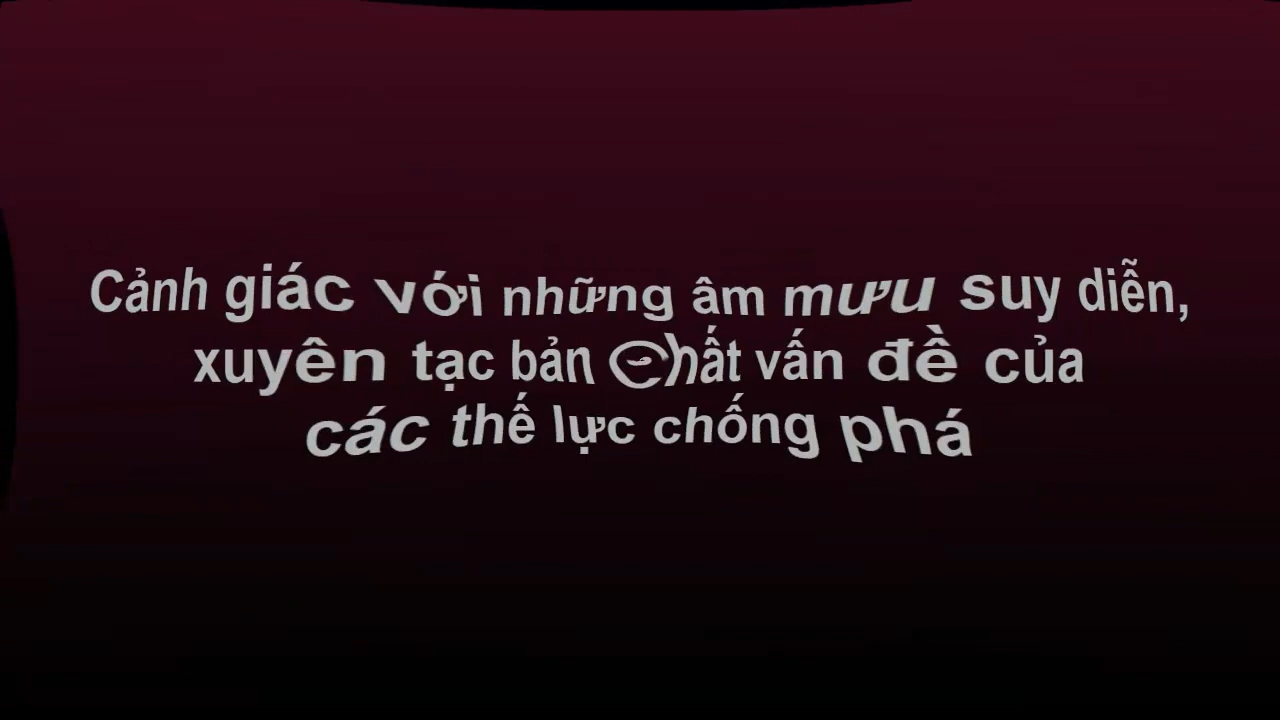 Cảnh giác với những âm mưu suy diễn,
xuyên tạc bản chất vấn đề của
các thế lực chống phá